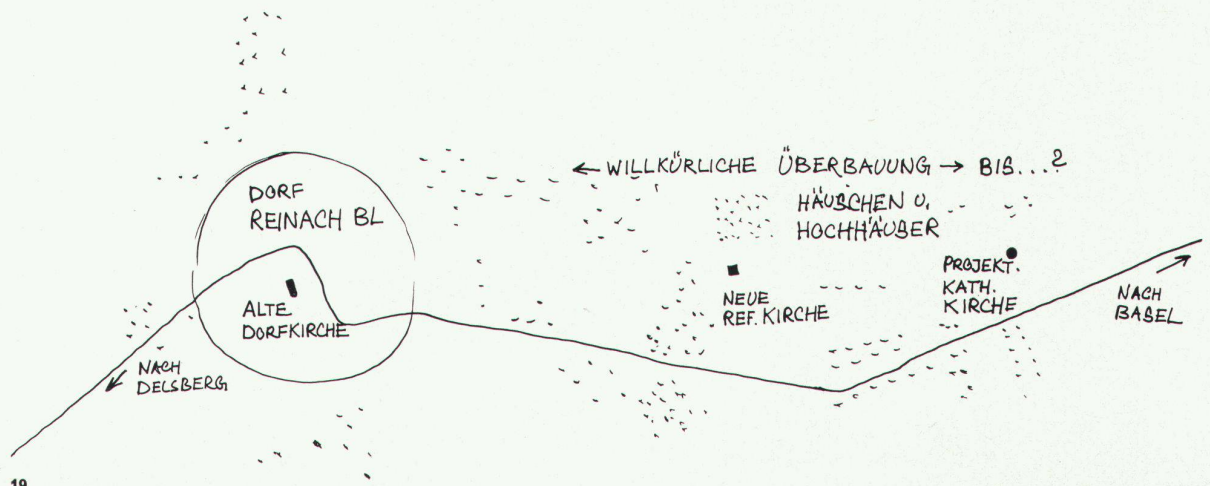 ← WILLKÜRLICHE ÜBERBAUUNG → BIS...?
HÄUSCHEN U.
HOCHHÄUSER
DORF
REINACH BL
ALTE
DORFKIRCHE
NEUE
REF. KIRCHE
PROJEKT.
KATH.
KIRCHE
NACH
BASEL
NACH
DELSBERG
19